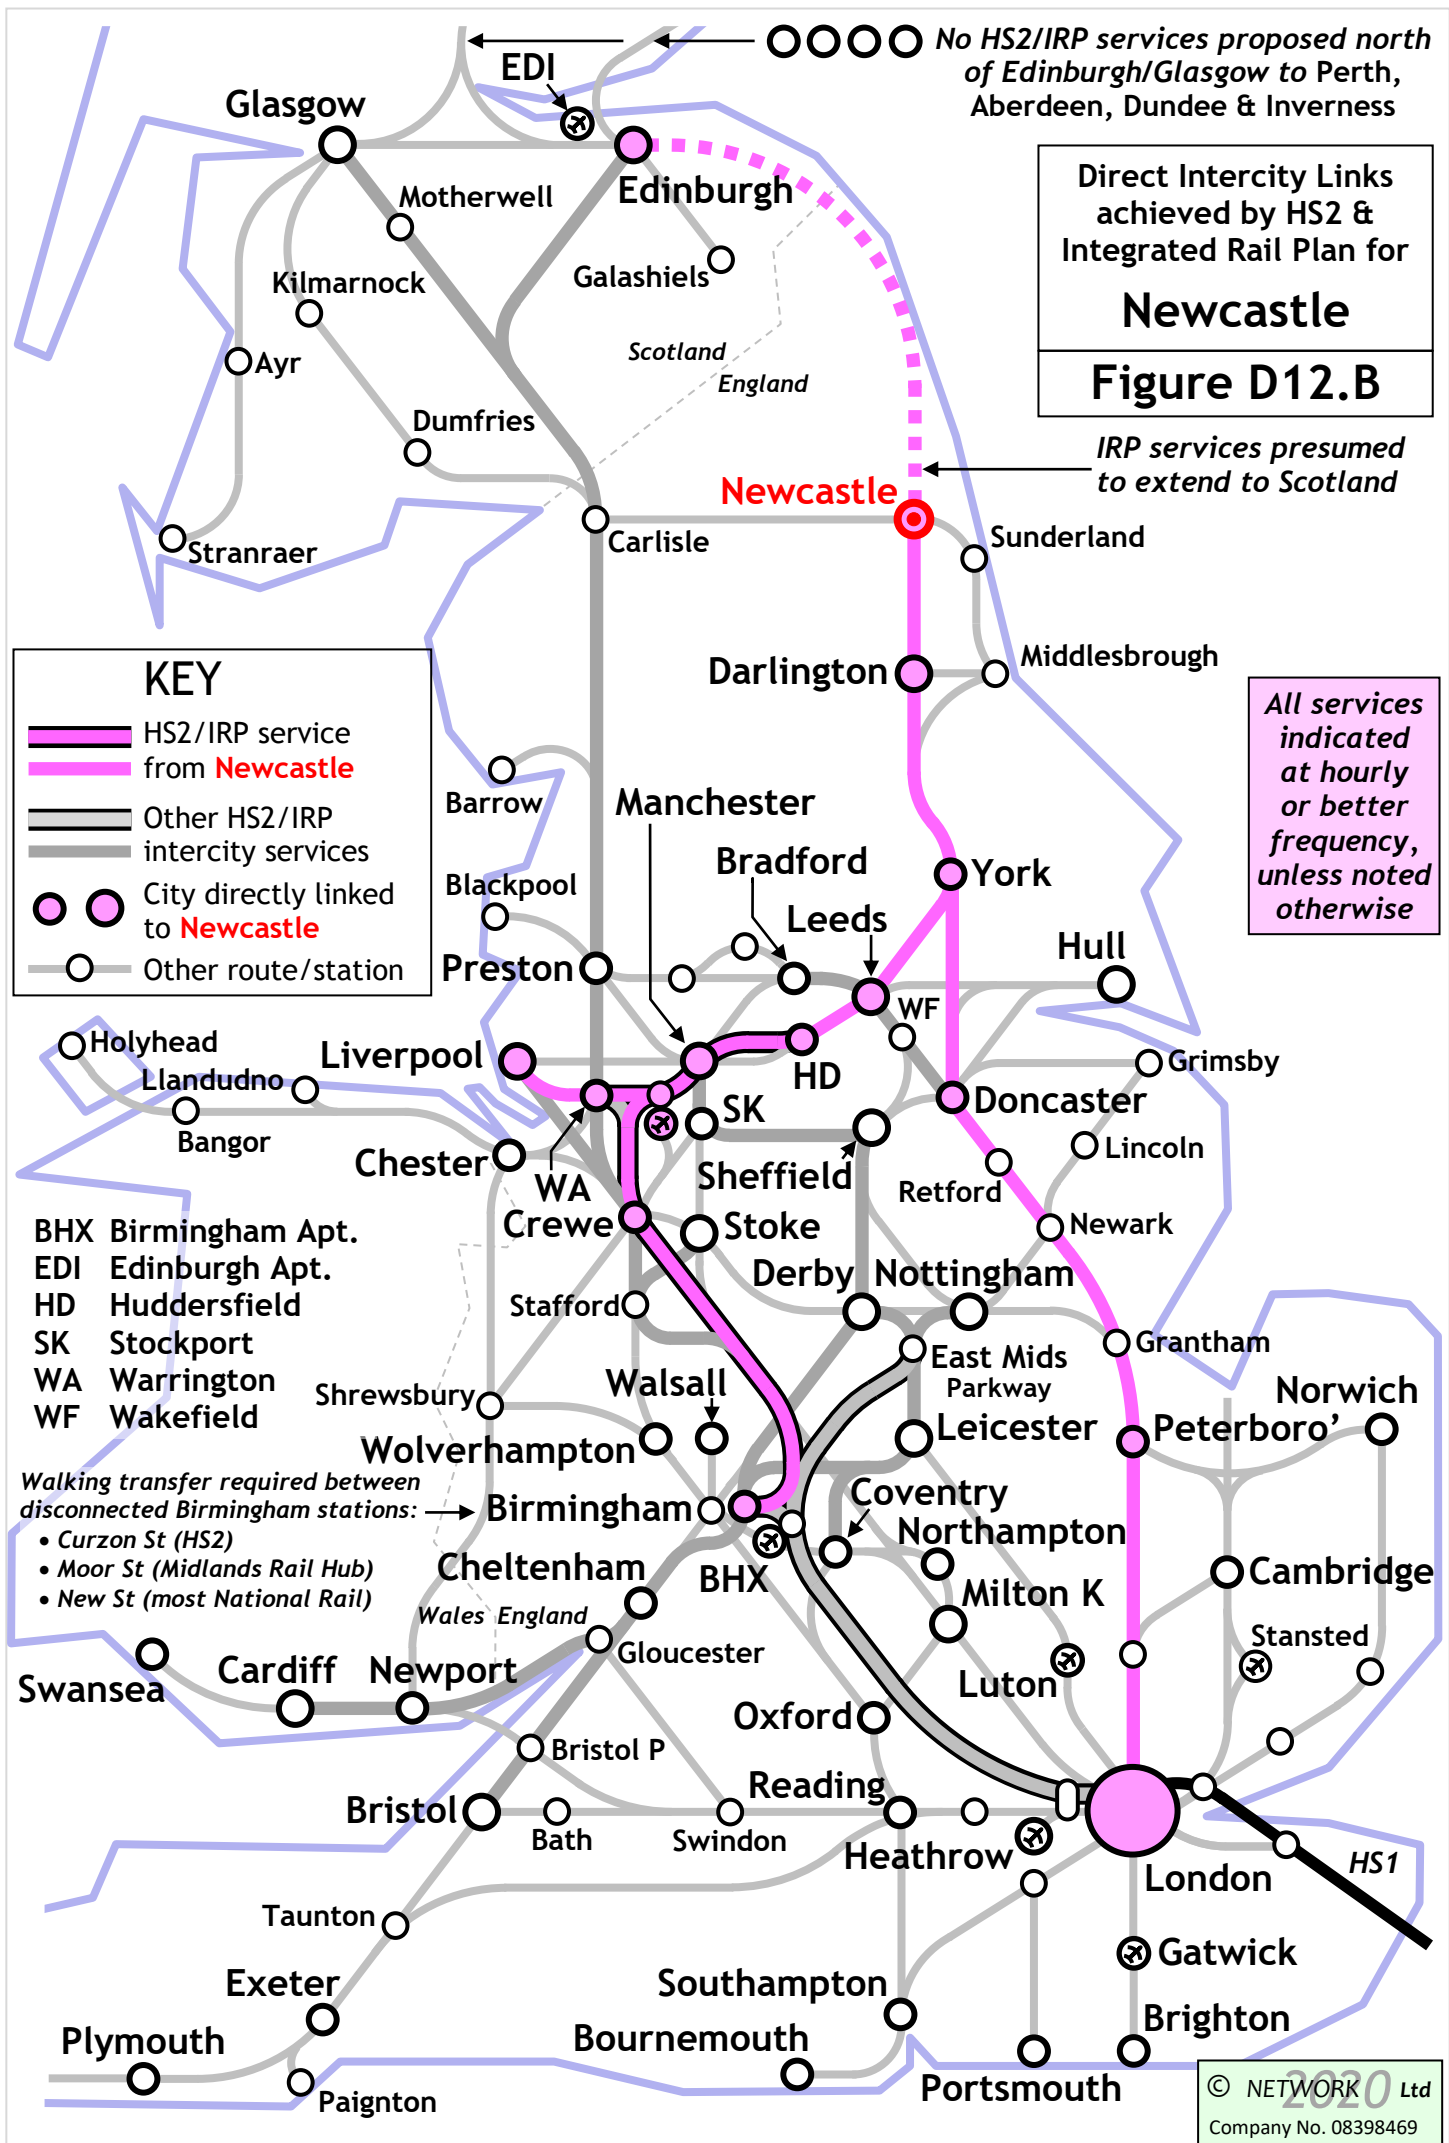 No HS2/IRP services proposed north
of Edinburgh/Glasgow to Perth,
Aberdeen, Dundee & Inverness
EDI
Glasgow
Edinburgh
Motherwell
Galashiels
Kilmarnock
Ayr
Scotland
England
Dumfries
Direct Intercity Links
achieved by HS2 &
Integrated Rail Plan for
Newcastle
Figure D12.B
IRP services presumed
to extend to Scotland
Newcastle
Stranraer
Carlisle
Sunderland
Middlesbrough
Darlington
KEY
HS2/IRP service
from Newcastle
Other HS2/IRP
intercity services
City directly linked
to Newcastle
Other route/station
All services
indicated
at hourly
or better
frequency,
unless noted
otherwise
Barrow
Manchester
Bradford
York
Blackpool
Leeds
Hull
Preston
WF
Holyhead
Liverpool
Llandudno
HD
Grimsby
Bangor
SK
Doncaster
Lincoln
Chester
WA
Sheffield
Retford
Crewe
Stoke
Newark
BHX Birmingham Apt.
EDI Edinburgh Apt.
HD Huddersfield
SK Stockport
WA Warrington
WF Wakefield
Derby
Nottingham
Stafford
Grantham
East Mids
Parkway
Walsall
Shrewsbury
Norwich
Leicester
Peterboro’
Wolverhampton
Walking transfer required between
disconnected Birmingham stations:
• Curzon St (HS2)
• Moor St (Midlands Rail Hub)
• New St (most National Rail)
Birmingham
Coventry
Northampton
Cheltenham
BHX
Cambridge
Milton K
Wales England
Gloucester
Stansted
Swansea
Cardiff
Newport
Luton
Oxford
Bristol P
Reading
Bristol
Bath
Swindon
Heathrow
London
HS1
Taunton
Gatwick
Exeter
Southampton
Brighton
Plymouth
Bournemouth
Portsmouth
Paignton
© NETWORK 2020 Ltd
Company No. 08398469